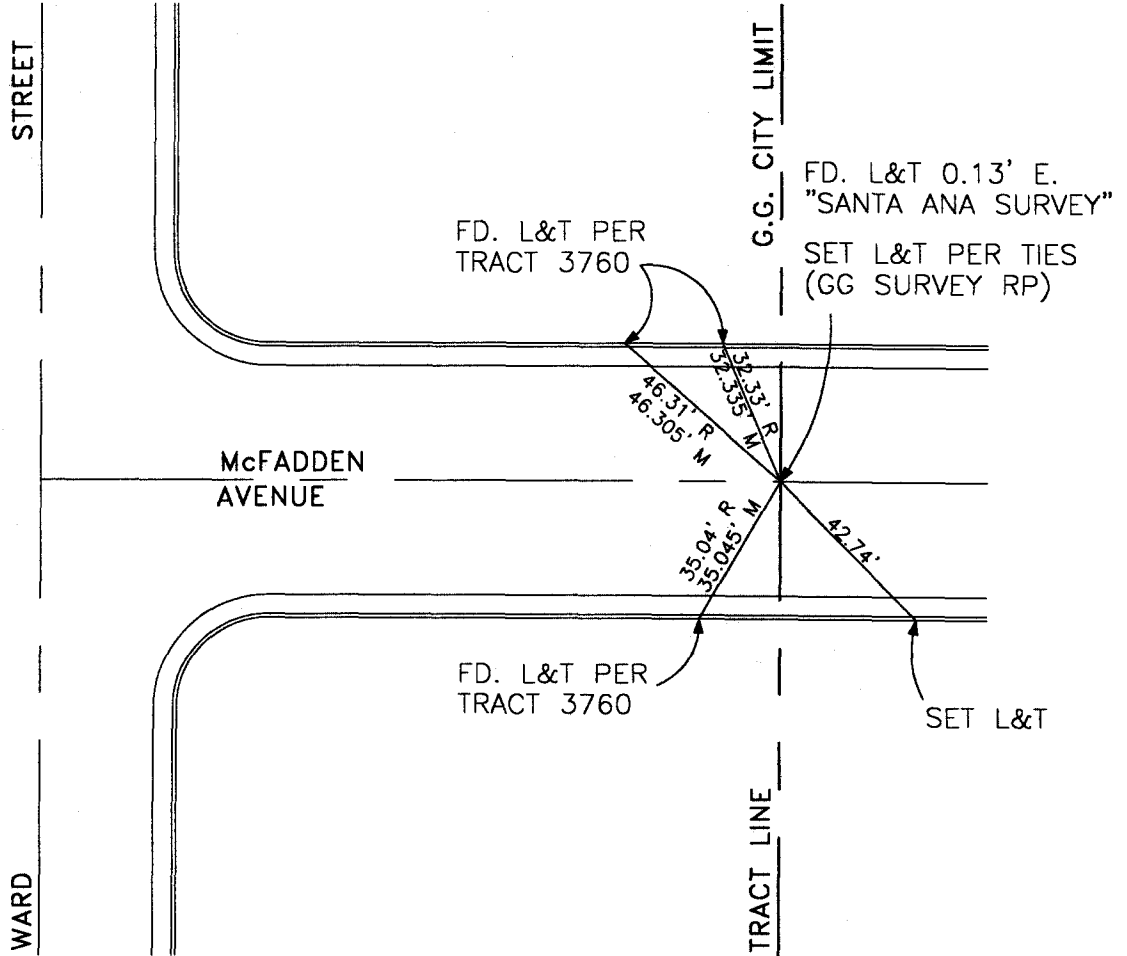 STREET
G.G. CITY LIMIT
FD. L&T 0.13' E.
"SANTA ANA SURVEY"
SET L&T PER TIES
(GG SURVEY RP)
FD. L&T PER
TRACT 3760
32.33' R
32.335' M
46.31' R
46.305' M
McFADDEN
AVENUE
35.04' R
35.045' M
42.74'
FD. L&T PER
TRACT 3760
SET L&T
WARD
TRACT LINE